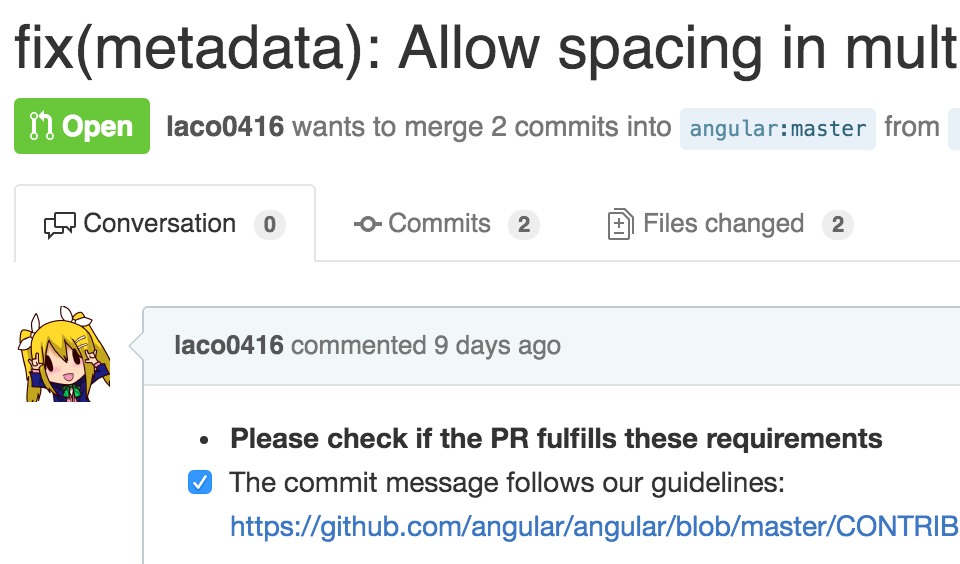 fix(metadata): Allow spacing in mult
Open laco0416 wants to merge 2 commits into angular:master from
Conversation 0 Commits 2 Files changed 2
laco0416 commented 9 days ago
• Please check if the PR fulfills these requirements
The commit message follows our guidelines:
https://github.com/angular/angular/blob/master/CONTRIB